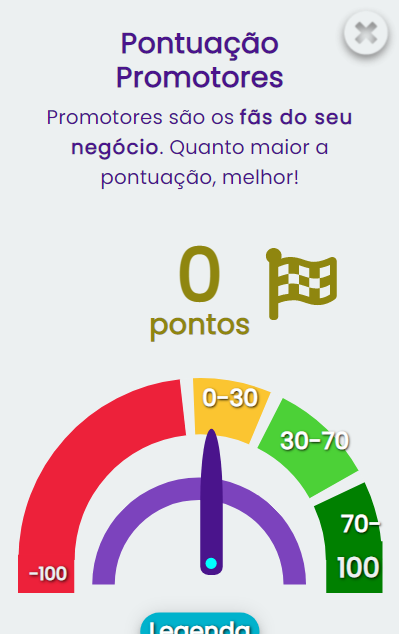 Pontuação
Promotores
Promotores são os fãs do seu
negócio. Quanto maior a
pontuação, melhor!
0
pontos
0-30
30-70
70-
100
-100
Legenda